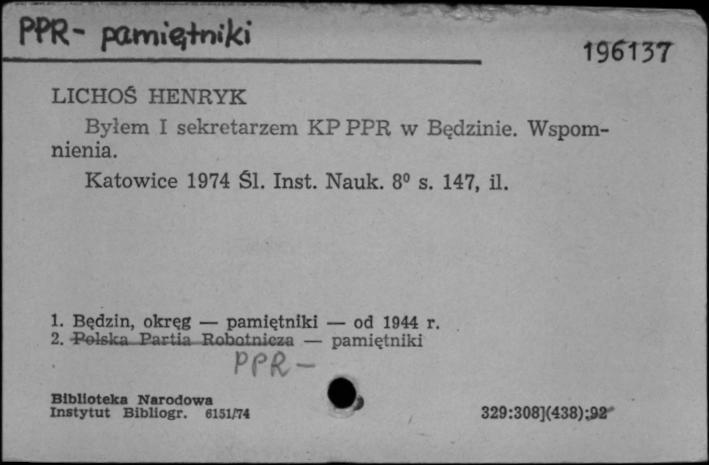 PPR- pamiętniki
196137
LICHOŚ HENRYK
Byłem I sekretarzem KP PPR w Będzinie. Wspom-
nienia.
Katowice 1974 Śl. Inst. Nauk. 8⁰ s. 147, il.
1. Będzin, okręg — pamiętniki — od 1944 r.
2. Polska Partia Robotnicza — pamiętniki
PPR-
Biblioteka Narodowa
Instytut Bibliogr. 6151/74
329:308](438):92